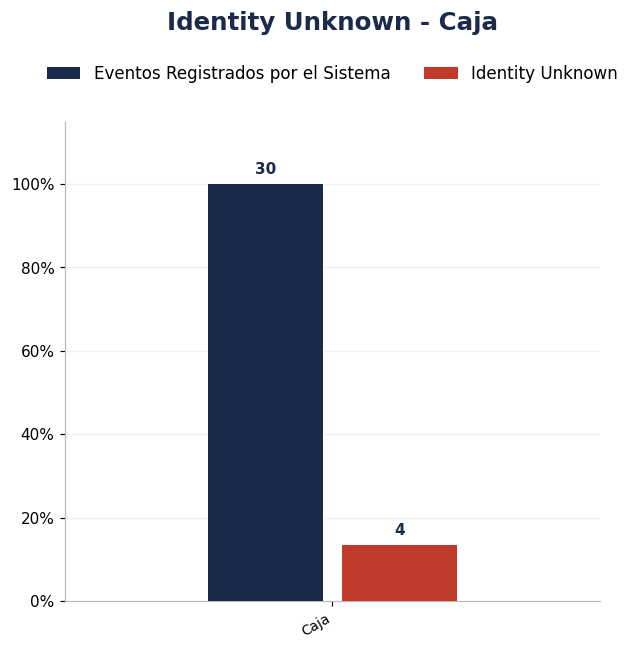 Identity Unknown - Caja
Eventos Registrados por el Sistema
Identity Unknown
30
100%
80%
60%
40%
20%
4
0%
Caja